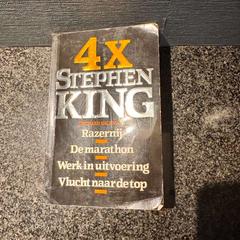 4X
STEPHEN
KING
Razernij
De marathon
Werk in uitvoering
Vlucht naar de top